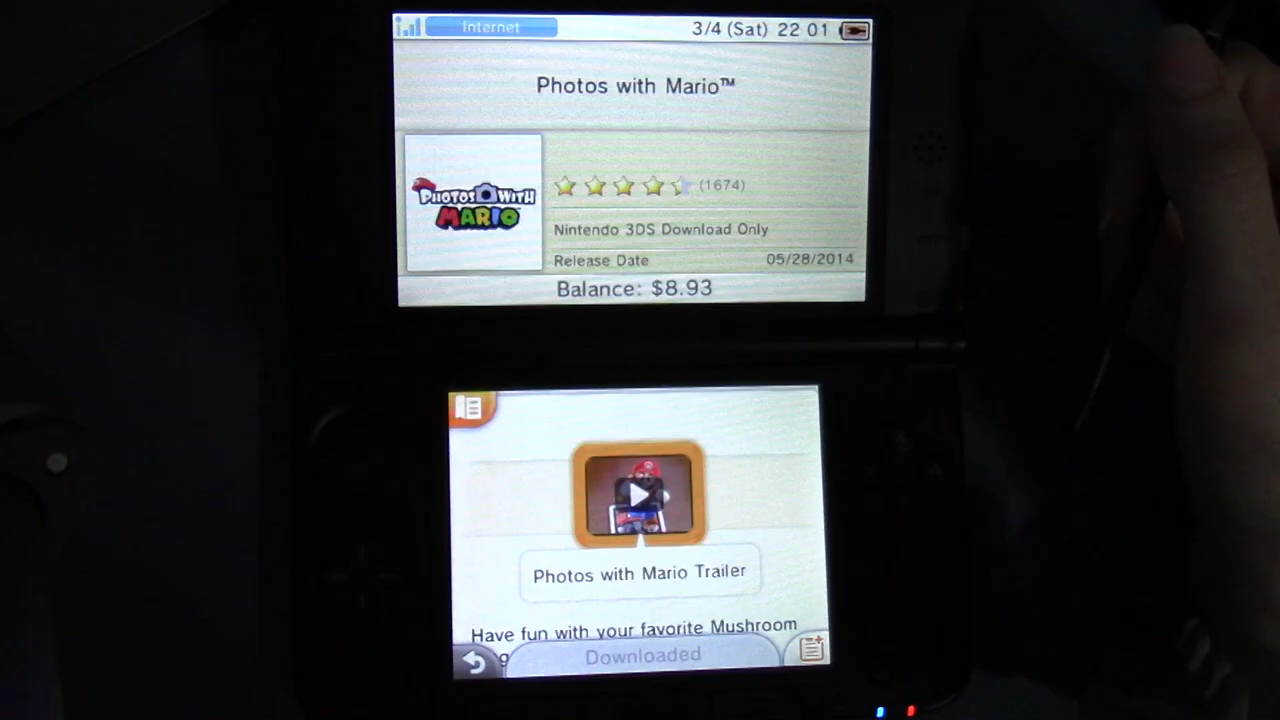 Internet
3/4 (Sat) 22 01
Photos with Mario™
PHOTOS WITH
MARIO
(1674)
Nintendo 3DS Download Only
Release Date 05/28/2014
Balance: $8.93
Photos with Mario Trailer
Have fun with your favorite Mushroom
Downloaded